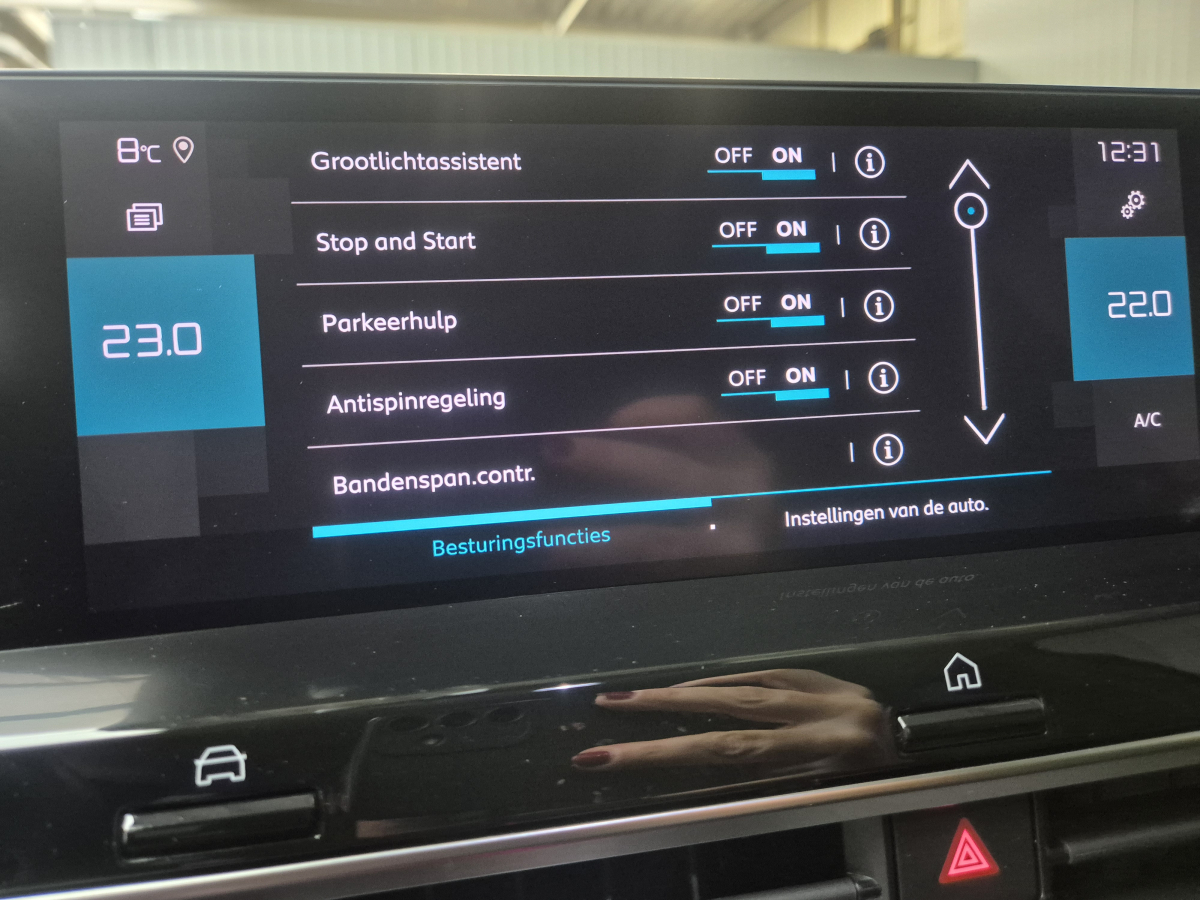 8°C
12:31
23.0
22.0
A/C
Grootlichtassistent OFF ON
Stop and Start OFF ON
Parkeerhulp OFF ON
Antispinregeling OFF ON
Bandenspan.contr.
Besturingsfuncties
Instellingen van de auto.